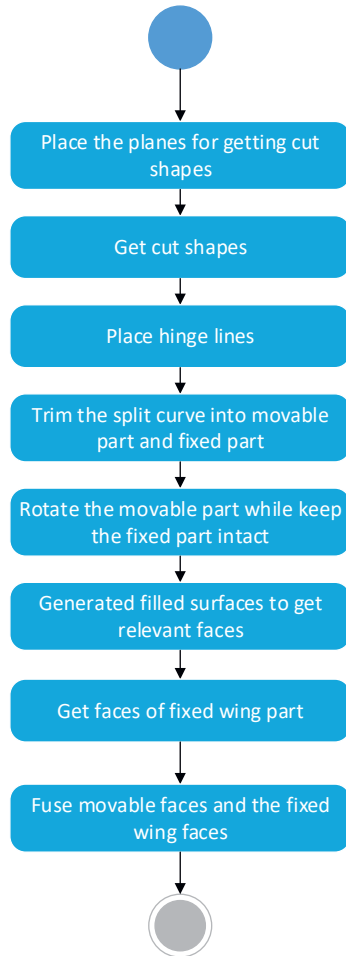 Place the planes for getting cut
shapes
Get cut shapes
Place hinge lines
Trim the split curve into movable
part and fixed part
Rotate the movable part while keep
the fixed part intact
Generated filled surfaces to get
relevant faces
Get faces of fixed wing part
Fuse movable faces and the fixed
wing faces